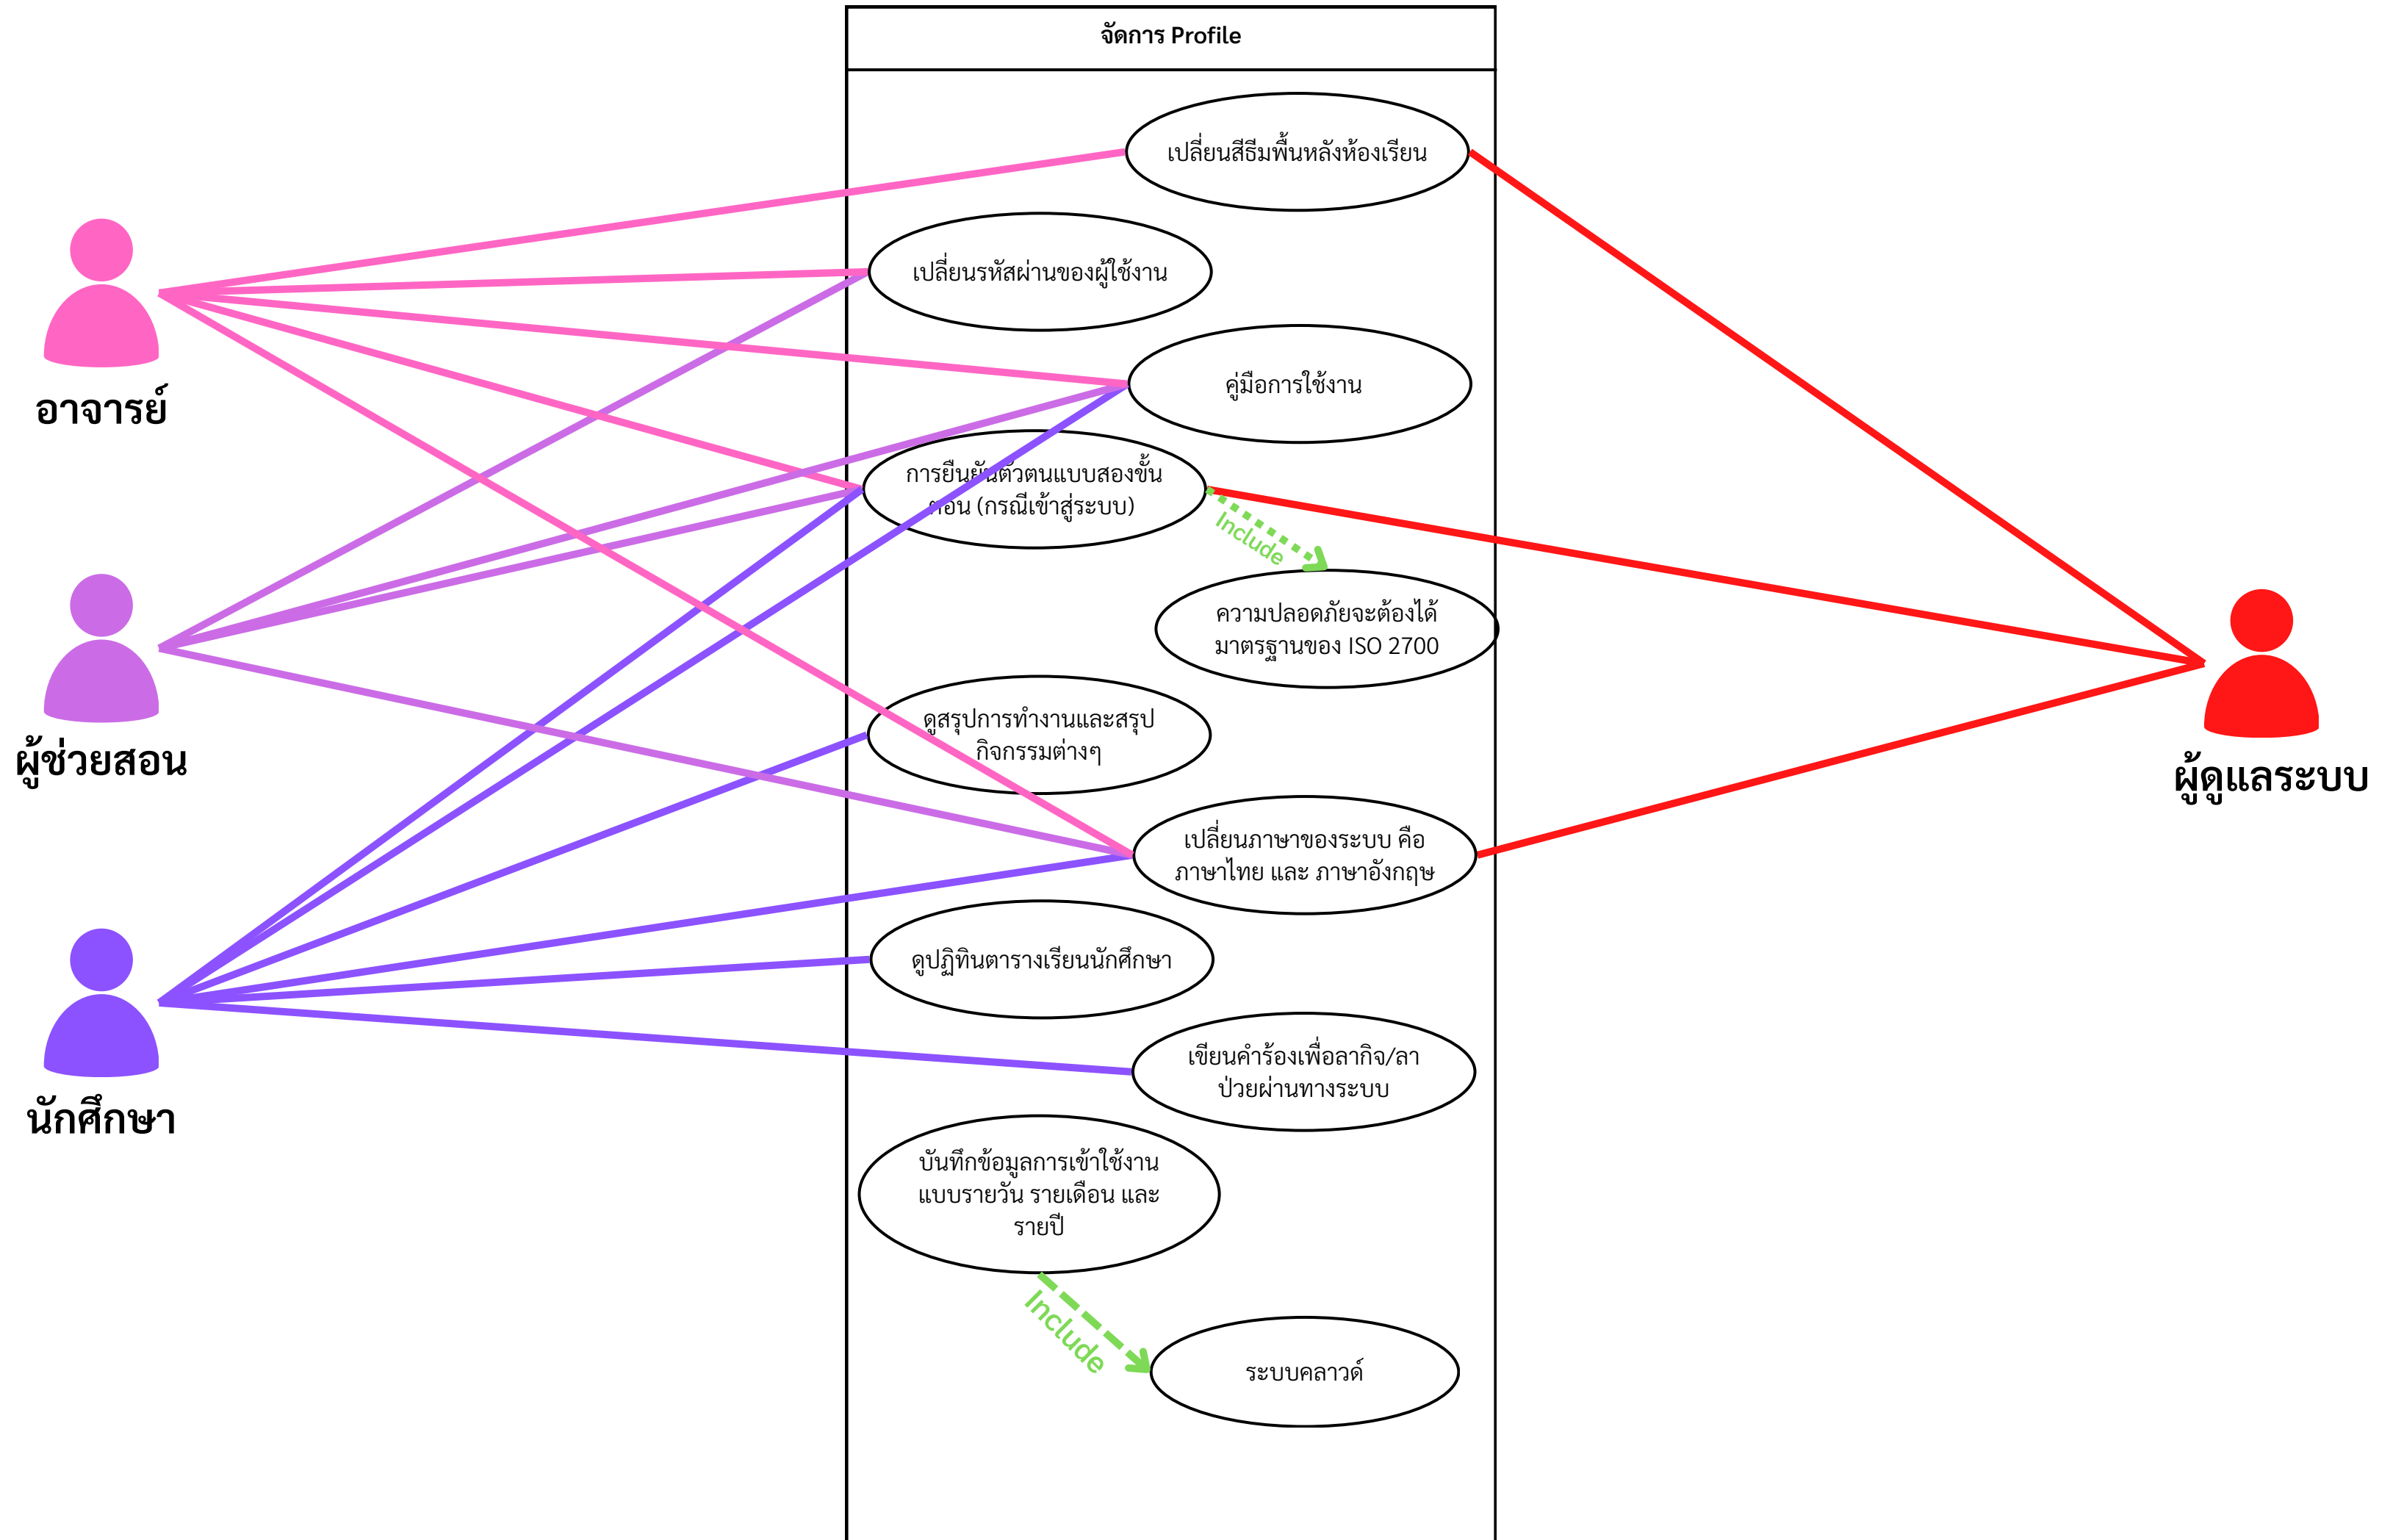 จัดการ Profile
เปลี่ยนสีธีมพื้นหลังห้องเรียน
เปลี่ยนรหัสผ่านของผู้ใช้งาน
คู่มือการใช้งาน
อาจารย์
การยืนยันตัวตนแบบสองขั้น
ตอน (กรณีเข้าสู่ระบบ)
Include
ความปลอดภัยจะต้องได้
มาตรฐานของ ISO 2700
ดูสรุปการทำงานและสรุป
กิจกรรมต่างๆ
ผู้ช่วยสอน
ผู้ดูแลระบบ
เปลี่ยนภาษาของระบบ คือ
ภาษาไทย และ ภาษาอังกฤษ
ดูปฏิทินตารางเรียนนักศึกษา
เขียนคำร้องเพื่อลากิจ/ลา
ป่วยผ่านทางระบบ
นักศึกษา
บันทึกข้อมูลการเข้าใช้งาน
แบบรายวัน รายเดือน และ
รายปี
Include
ระบบคลาวด์